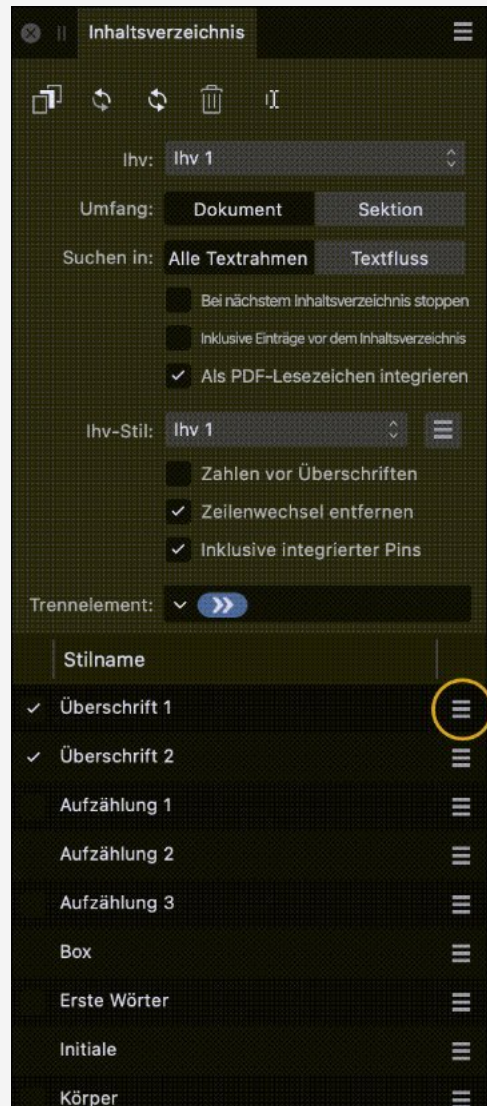 Inhaltsverzeichnis
Ihv: Ihv 1
Umfang: Dokument Sektion
Suchen in: Alle Textrahmen Textfluss
Bei nächstem Inhaltsverzeichnis stoppen
Inklusive Einträge vor dem Inhaltsverzeichnis
Als PDF-Lesezeichen integrieren
Ihv-Stil: Ihv 1
Zahlen vor Überschriften
Zeilenwechsel entfernen
Inklusive integrierter Pins
Trennelement:
Stilname
Überschrift 1
Überschrift 2
Aufzählung 1
Aufzählung 2
Aufzählung 3
Box
Erste Wörter
Initiale
Körper